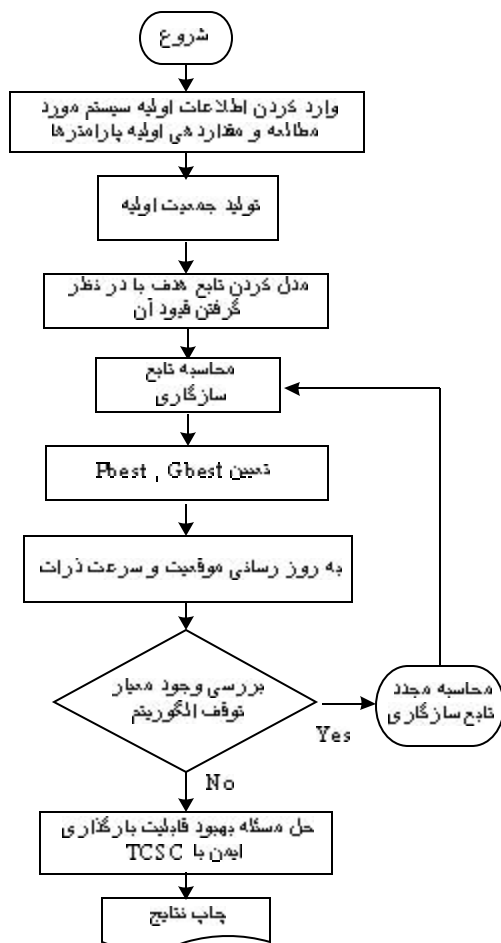 شروع
وارد کردن اطلاعات اولیه سیستم مورد
مطالعه و مقداردهی اولیه پارامترها
تولید جمعیت اولیه
مدل کردن تابع هدف با در نظر
گرفتن قیود آن
محاسبه تابع
سازگاری
تعیین Pbest , Gbest
به روز رسانی موقعیت و سرعت ذرات
بررسی وجود معیار
توقف الگوریتم
Yes
محاسبه مجدد
تابع سازگاری
No
حل مسئله بهبود قابلیت بارگذاری
ایمن با TCSC
چاپ نتایج